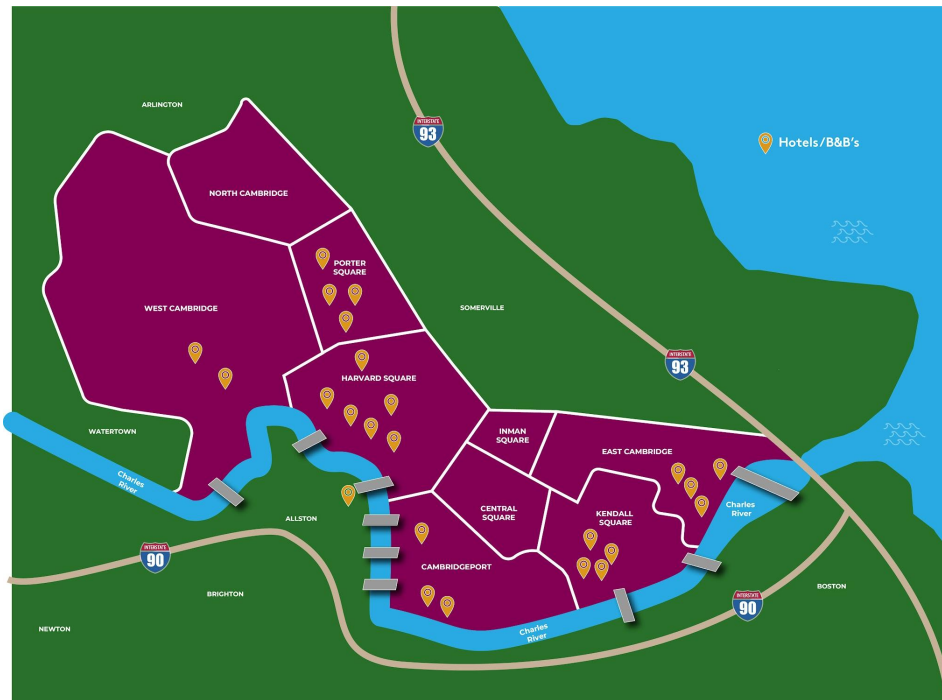 ARLINGTON
INTERSTATE
93
Hotels/B&B's
NORTH CAMBRIDGE
PORTER
SQUARE
WEST CAMBRIDGE
SOMERVILLE
INTERSTATE
93
HARVARD SQUARE
WATERTOWN
INMAN
SQUARE
EAST CAMBRIDGE
Charles
River
Charles
River
CENTRAL
SQUARE
KENDALL
SQUARE
ALLSTON
INTERSTATE
90
CAMBRIDGEPORT
BRIGHTON
BOSTON
INTERSTATE
90
NEWTON
Charles
River